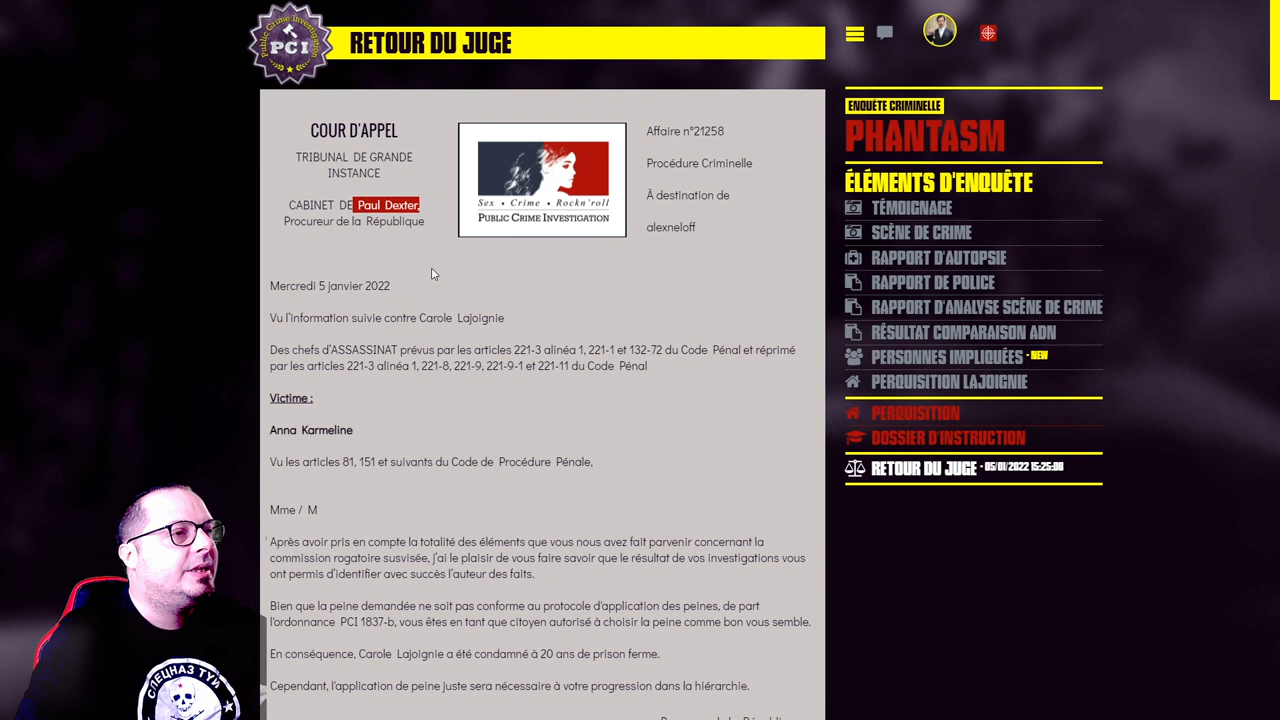 Public Crime Investigation
PCI
RETOUR DU JUGE
COUR D'APPEL
TRIBUNAL DE GRANDE
INSTANCE
CABINET DE Paul Dexter,
Procureur de la République
Sex • Crime • Rockn'roll
PUBLIC CRIME INVESTIGATION
Affaire n°21258
Procédure Criminelle
À destination de
alexneloff
Mercredi 5 janvier 2022
Vu l'information suivie contre Carole Lajoignie
Des chefs d'ASSASSINAT prévus par les articles 221-3 alinéa 1, 221-1 et 132-72 du Code Pénal et réprimé
par les articles 221-3 alinéa 1, 221-8, 221-9, 221-9-1 et 221-11 du Code Pénal
Victime :
Anna Karmeline
Vu les articles 81, 151 et suivants du Code de Procédure Pénale,
Mme / M
Après avoir pris en compte la totalité des éléments que vous nous avez fait parvenir concernant la
commission rogatoire susvisée, j'ai le plaisir de vous faire savoir que le résultat de vos investigations vous
ont permis d'identifier avec succès l'auteur des faits.
Bien que la peine demandée ne soit pas conforme au protocole d'application des peines, de part
l'ordonnance PCI 1837-b, vous êtes en tant que citoyen autorisé à choisir la peine comme bon vous semble.
En conséquence, Carole Lajoignie a été condamné à 20 ans de prison ferme.
Cependant, l'application de peine juste sera nécessaire à votre progression dans la hiérarchie.
ENQUÊTE CRIMINELLE
PHANTASM
ÉLÉMENTS D'ENQUÊTE
TÉMOIGNAGE
SCÈNE DE CRIME
RAPPORT D'AUTOPSIE
RAPPORT DE POLICE
RAPPORT D'ANALYSE SCÈNE DE CRIME
RÉSULTAT COMPARAISON ADN
PERSONNES IMPLIQUÉES - NEW
PERQUISITION LAJOIGNIE
PERQUISITION
DOSSIER D'INSTRUCTION
RETOUR DU JUGE - 05/01/2022 15:25:08
СПЕЦНАЗ ТУЙ